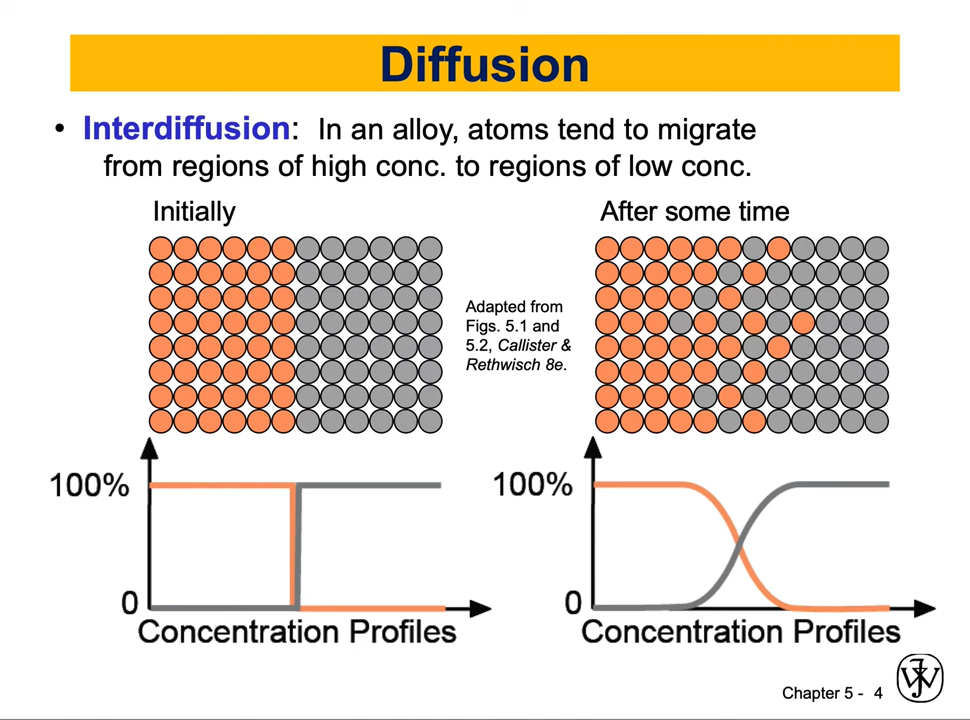 Diffusion
• Interdiffusion: In an alloy, atoms tend to migrate
from regions of high conc. to regions of low conc.
Initially
After some time
Adapted from
Figs. 5.1 and
5.2, Callister &
Rethwisch 8e.
100%
0
Concentration Profiles
100%
0
Concentration Profiles
Chapter 5 - 4